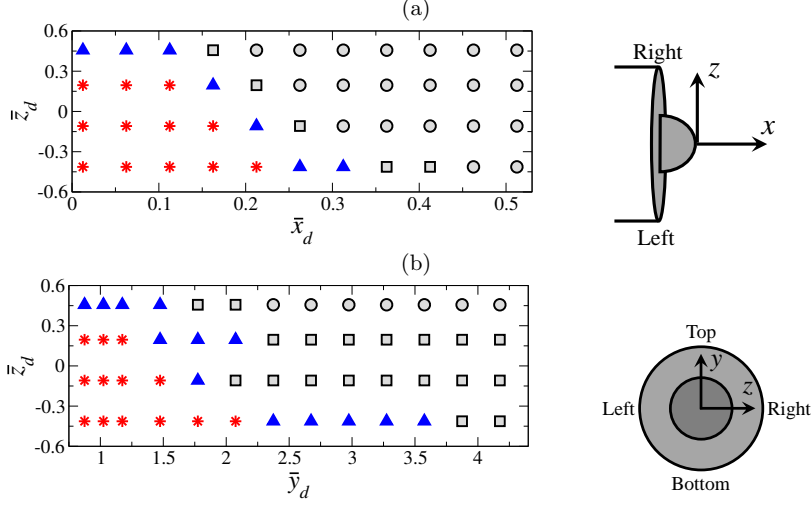 (a)
0.6
0.3
0
-0.3
-0.6
z̄_d
0 0.1 0.2 0.3 0.4 0.5
x̄_d
Right
z
x
Left
(b)
0.6
0.3
0
-0.3
-0.6
z̄_d
1 1.5 2 2.5 3 3.5 4
ȳ_d
Top
y
Left z Right
Bottom